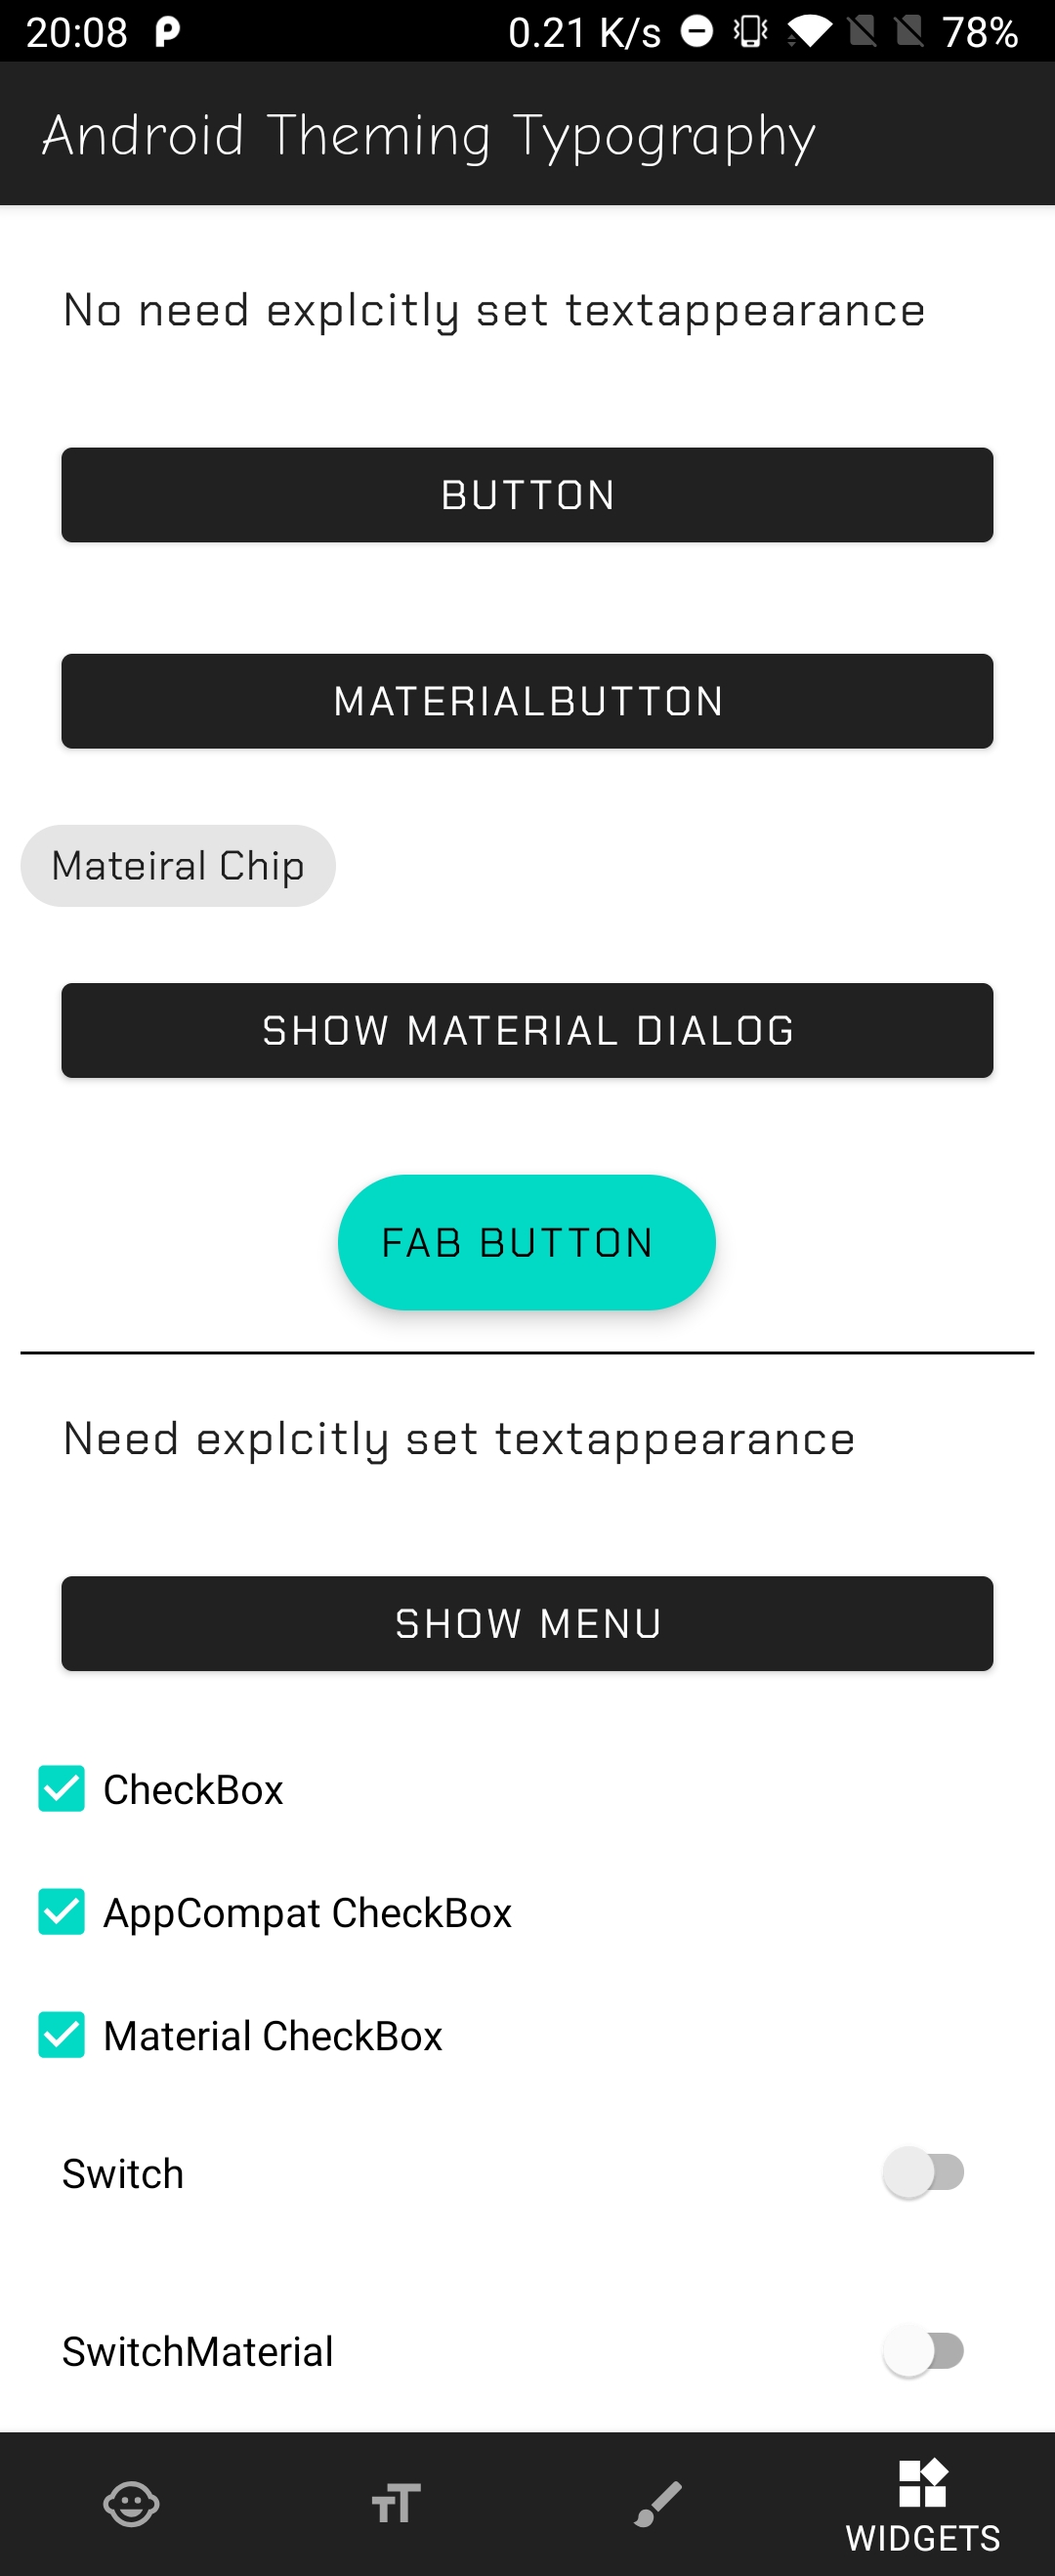 20:08 0.21 K/s 78%
Android Theming Typography
No need explcitly set textappearance
BUTTON
MATERIALBUTTON
Mateiral Chip
SHOW MATERIAL DIALOG
FAB BUTTON
Need explcitly set textappearance
SHOW MENU
CheckBox
AppCompat CheckBox
Material CheckBox
Switch
SwitchMaterial
WIDGETS